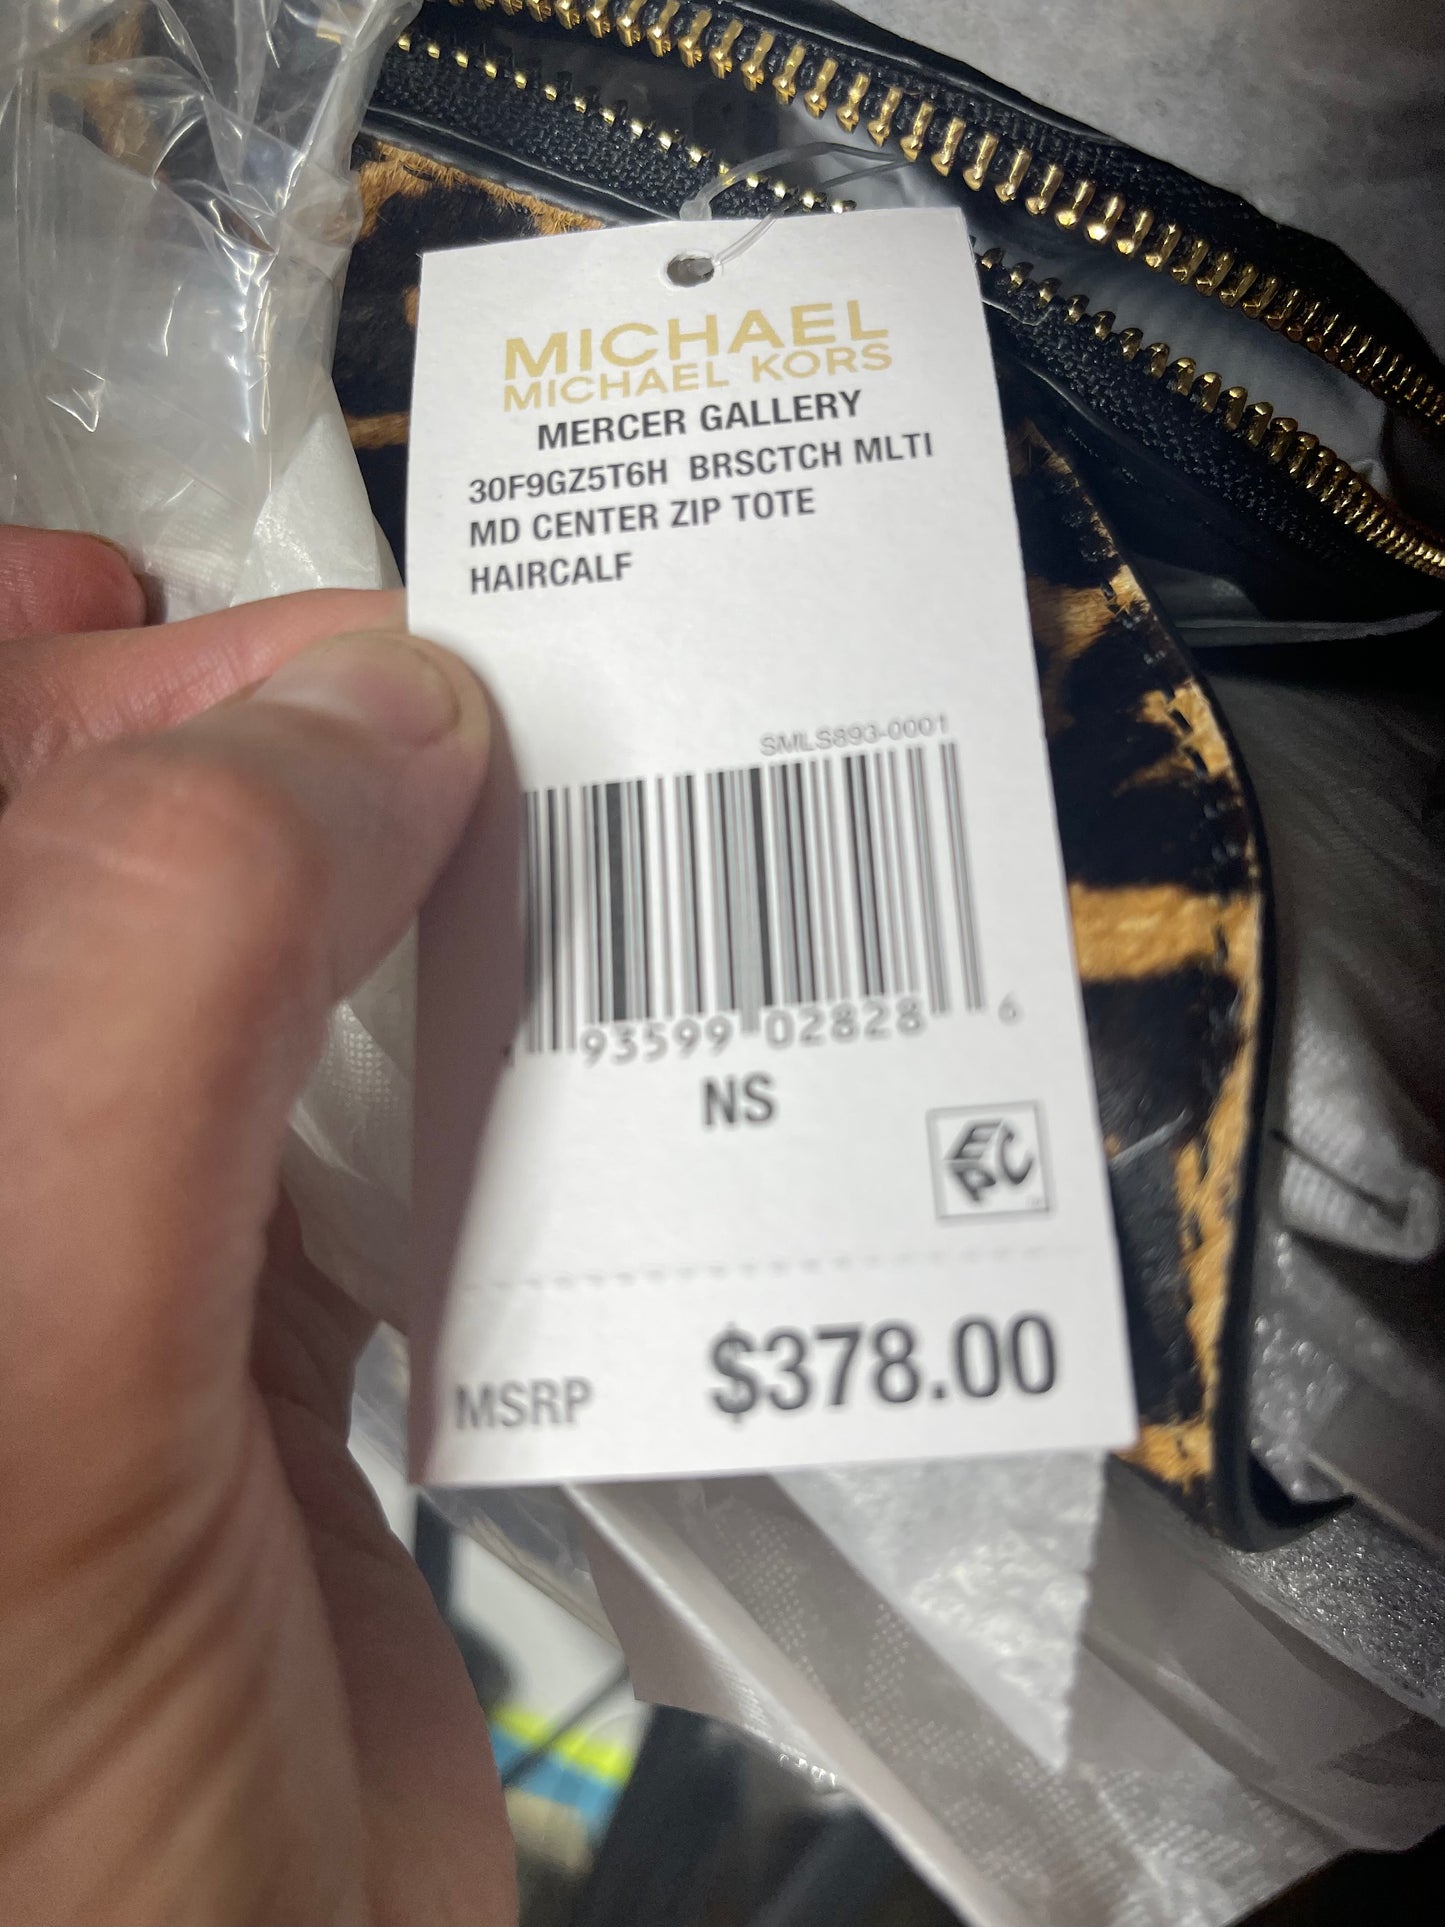 MICHAEL
MICHAEL KORS
MERCER GALLERY
30F9GZ5T6H BRSCTCH MLTI
MD CENTER ZIP TOTE
HAIRCALF
SMLS893-0001
93599 02828 6
NS
EPC
MSRP $378.00